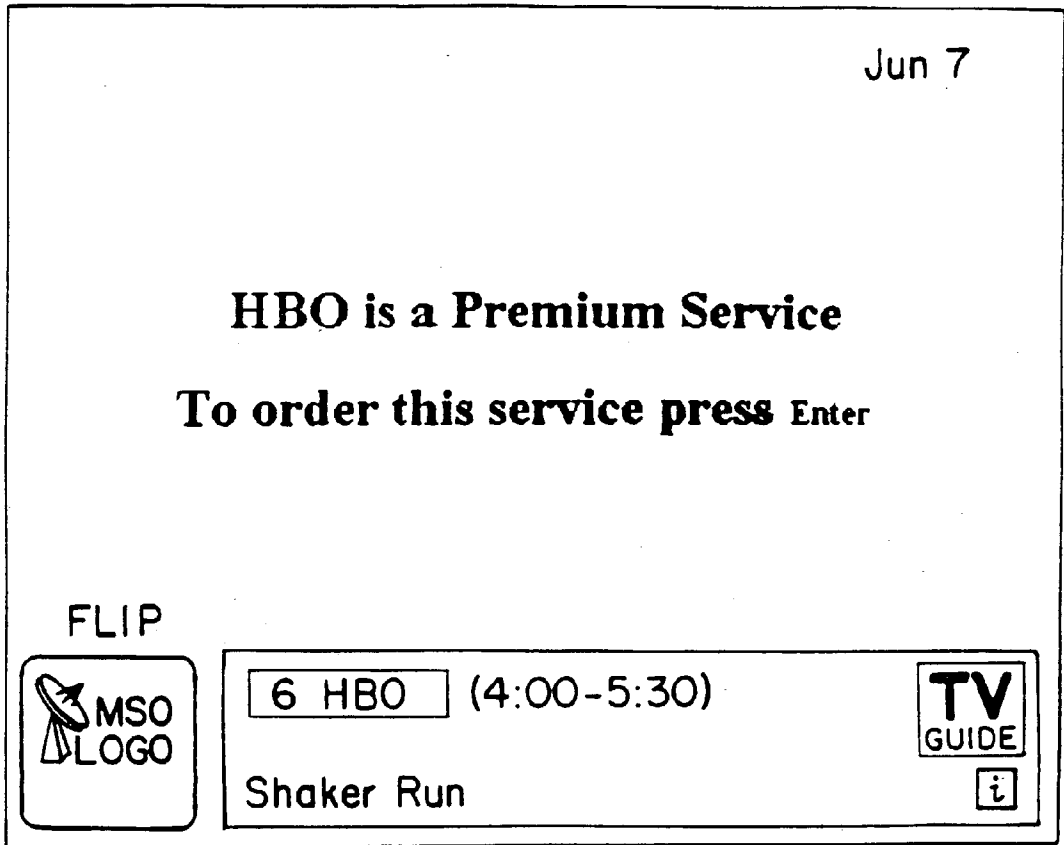 Jun 7
HBO is a Premium Service
To order this service press Enter
FLIP
MSO
LOGO
6 HBO (4:00-5:30)
TV
GUIDE
Shaker Run
i